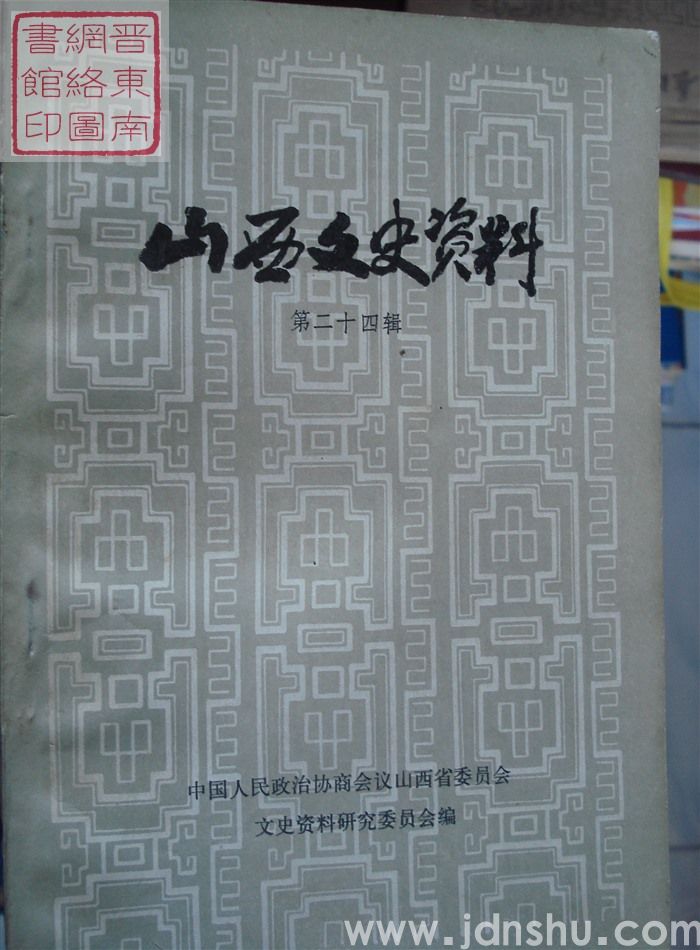 晋東南
網絡圖
書館印
山西文史资料
第二十四辑
中国人民政治协商会议山西省委员会
文史资料研究委员会编
www.jdnshu.com